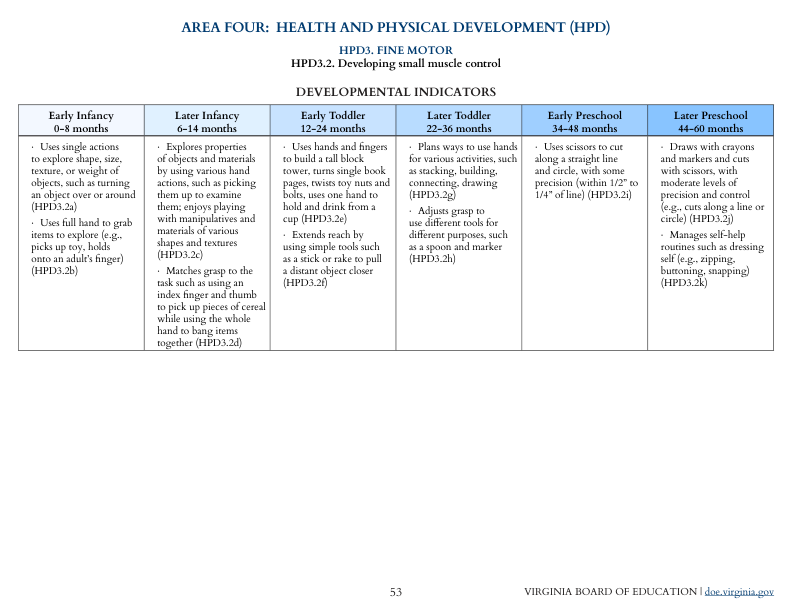 AREA FOUR:  HEALTH AND PHYSICAL DEVELOPMENT (HPD)
HPD3. FINE MOTOR
HPD3.2. Developing small muscle control
DEVELOPMENTAL INDICATORS
Early Infancy
0-8 months
· Uses single actions
to explore shape, size,
texture, or weight of
objects, such as turning
an object over or around
(HPD3.2a)
· Uses full hand to grab
items to explore (e.g.,
picks up toy, holds
onto an adult's finger)
(HPD3.2b)
Later Infancy
6-14 months
· Explores properties
of objects and materials
by using various hand
actions, such as picking
them up to examine
them; enjoys playing
with manipulatives and
materials of various
shapes and textures
(HPD3.2c)
· Matches grasp to the
task such as using an
index finger and thumb
to pick up pieces of cereal
while using the whole
hand to bang items
together (HPD3.2d)
Early Toddler
12-24 months
· Uses hands and fingers
to build a tall block
tower, turns single book
pages, twists toy nuts and
bolts, uses one hand to
hold and drink from a
cup (HPD3.2e)
· Extends reach by
using simple tools such
as a stick or rake to pull
a distant object closer
(HPD3.2f)
Later Toddler
22-36 months
· Plans ways to use hands
for various activities, such
as stacking, building,
connecting, drawing
(HPD3.2g)
· Adjusts grasp to
use different tools for
different purposes, such
as a spoon and marker
(HPD3.2h)
Early Preschool
34-48 months
· Uses scissors to cut
along a straight line
and circle, with some
precision (within 1/2" to
1/4" of line) (HPD3.2i)
Later Preschool
44-60 months
· Draws with crayons
and markers and cuts
with scissors, with
moderate levels of
precision and control
(e.g., cuts along a line or
circle) (HPD3.2j)
· Manages self-help
routines such as dressing
self (e.g., zipping,
buttoning, snapping)
(HPD3.2k)
53
VIRGINIA BOARD OF EDUCATION | doe.virginia.gov